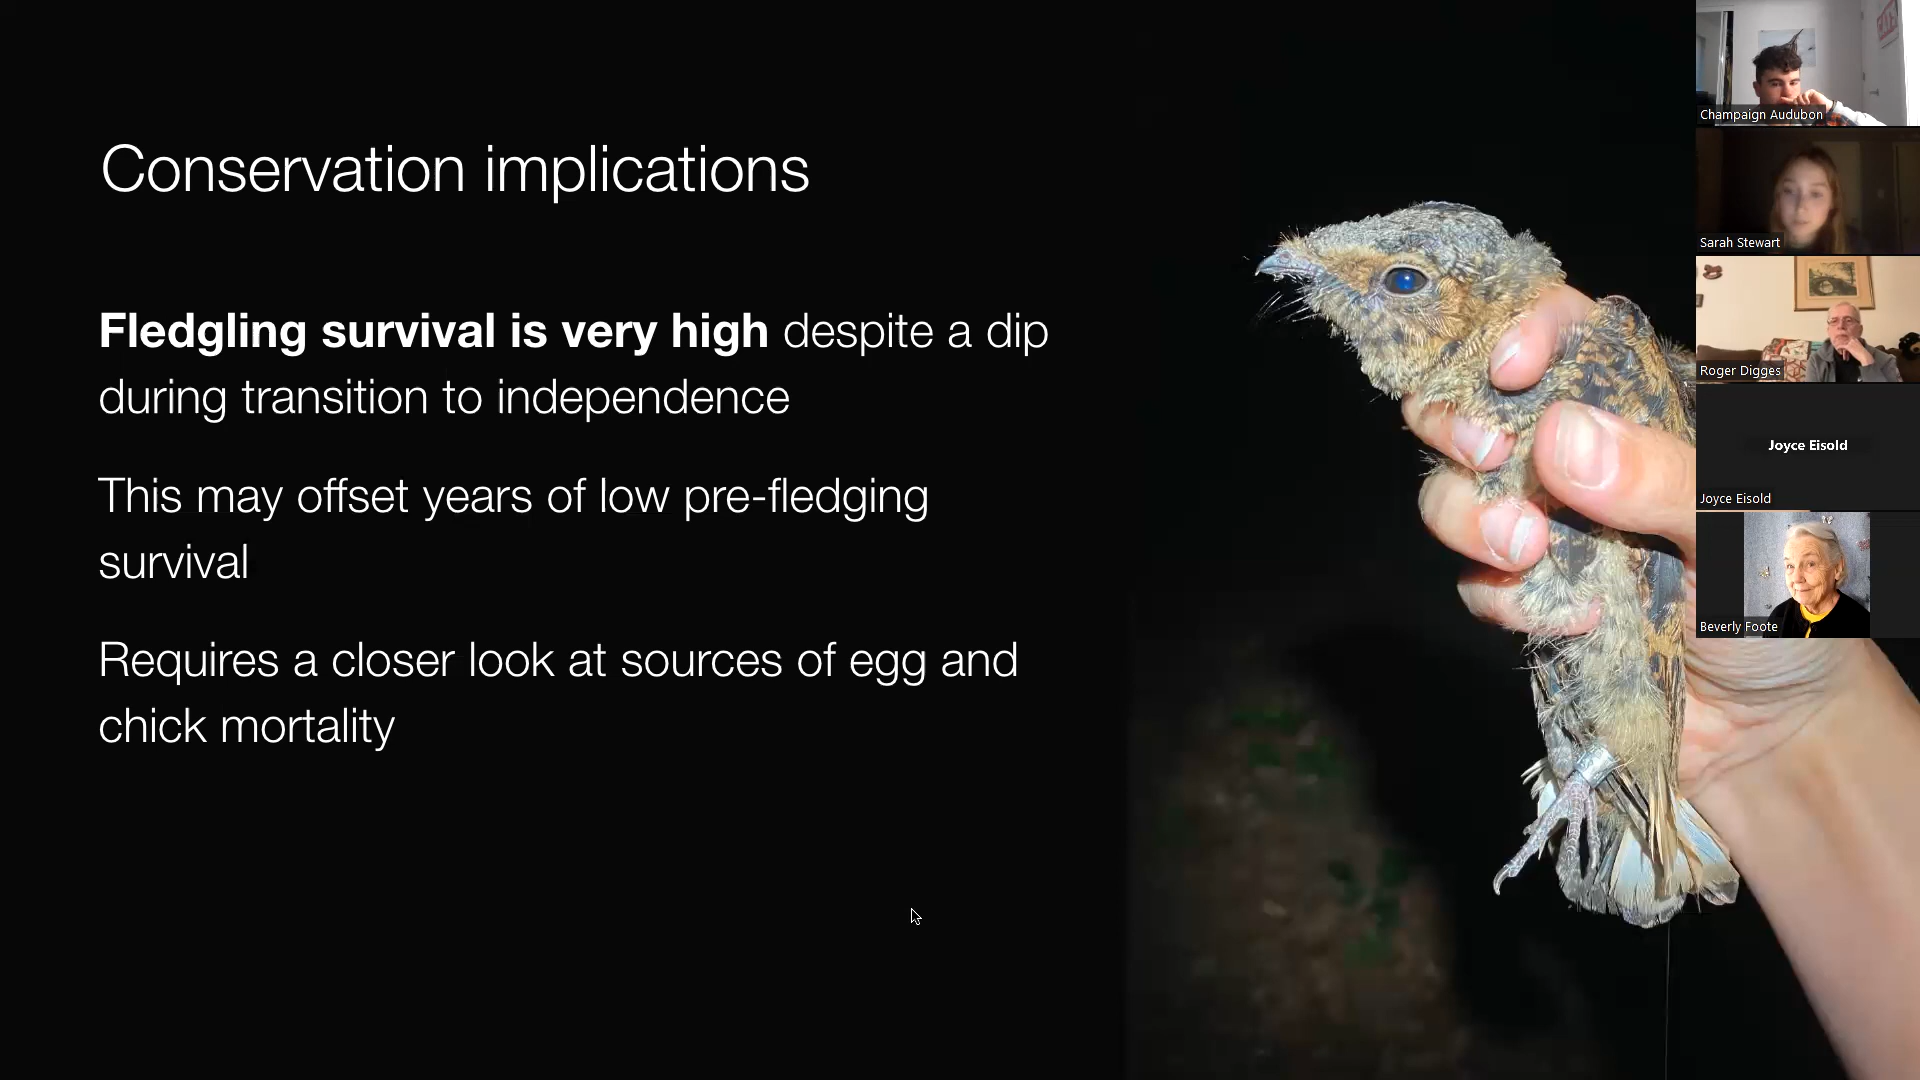 Conservation implications
Fledgling survival is very high despite a dip
during transition to independence
This may offset years of low pre-fledging
survival
Requires a closer look at sources of egg and
chick mortality
Champaign Audubon
Sarah Stewart
Roger Digges
Joyce Eisold
Joyce Eisold
Beverly Foote